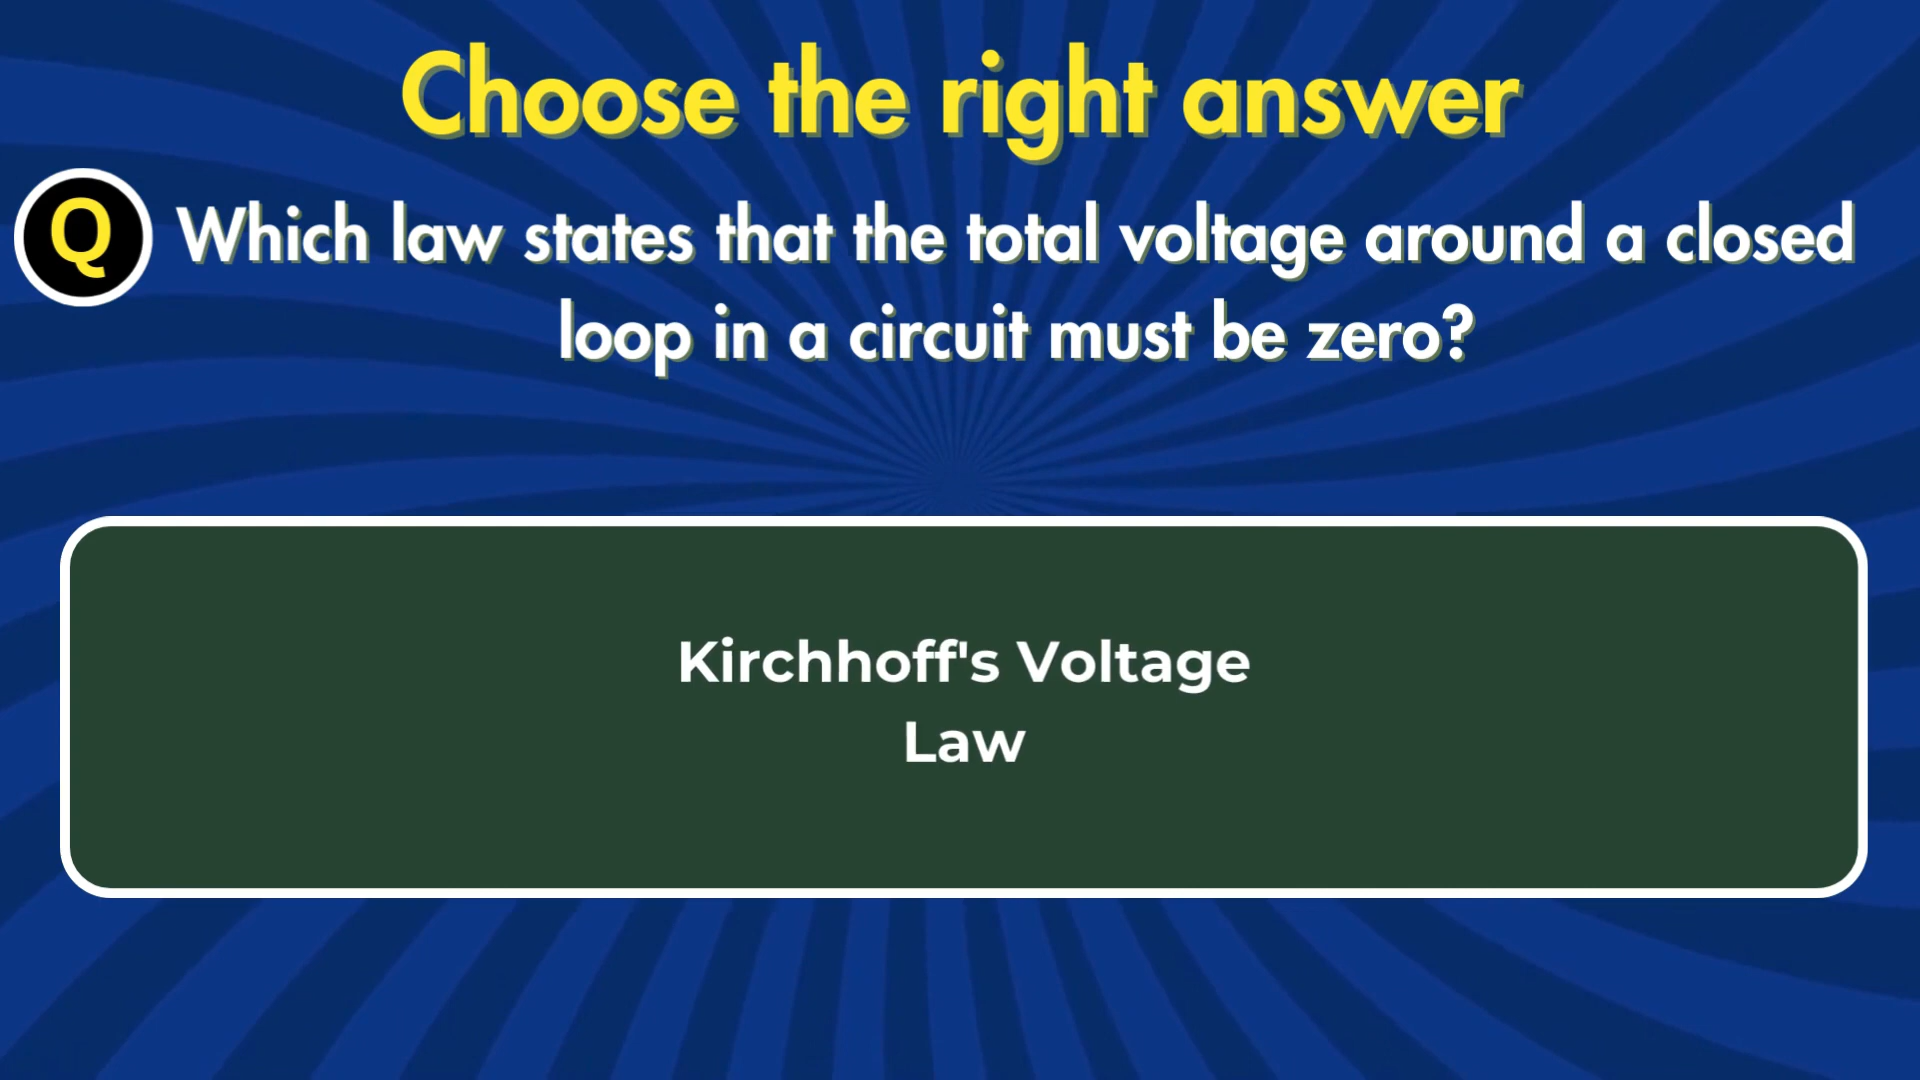 Choose the right answer
Q
Which law states that the total voltage around a closed
loop in a circuit must be zero?
Kirchhoff's Voltage
Law